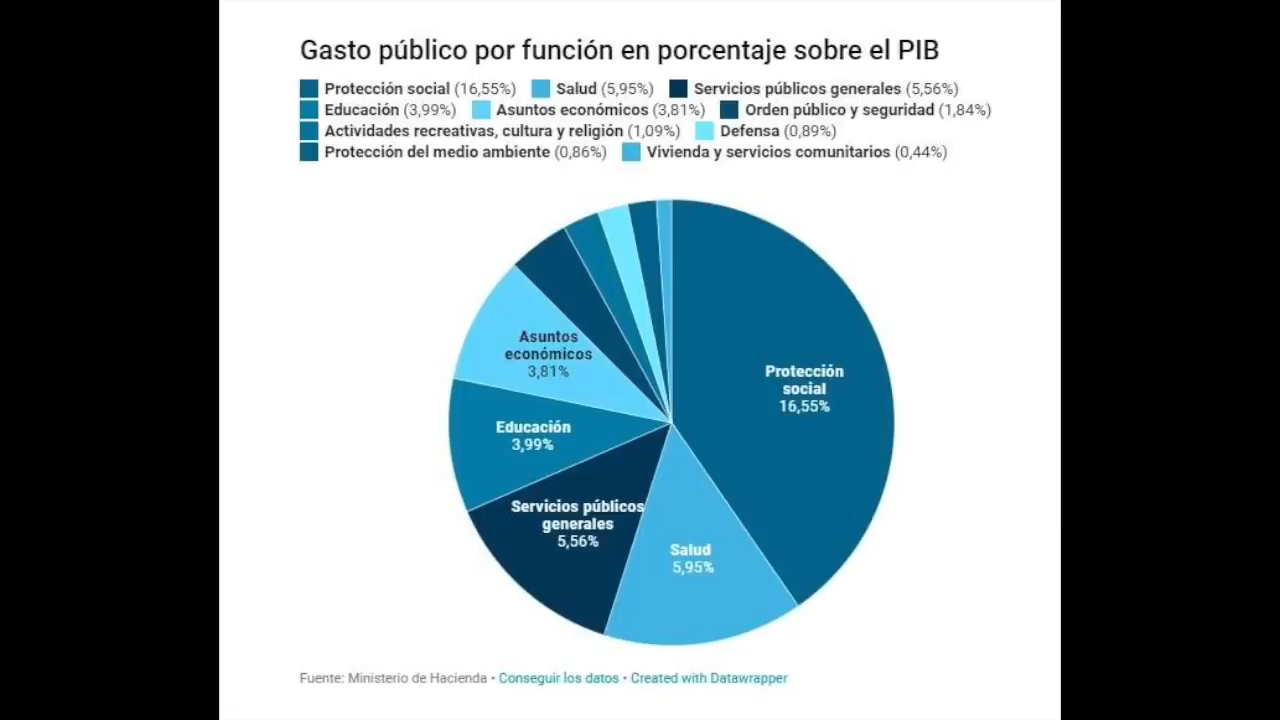 Gasto público por función en porcentaje sobre el PIB
Protección social (16,55%) Salud (5,95%) Servicios públicos generales (5,56%)
Educación (3,99%) Asuntos económicos (3,81%) Orden público y seguridad (1,84%)
Actividades recreativas, cultura y religión (1,09%) Defensa (0,89%)
Protección del medio ambiente (0,86%) Vivienda y servicios comunitarios (0,44%)
Asuntos
económicos
3,81%
Protección
social
16,55%
Educación
3,99%
Servicios públicos
generales
5,56%
Salud
5,95%
Fuente: Ministerio de Hacienda • Conseguir los datos • Created with Datawrapper